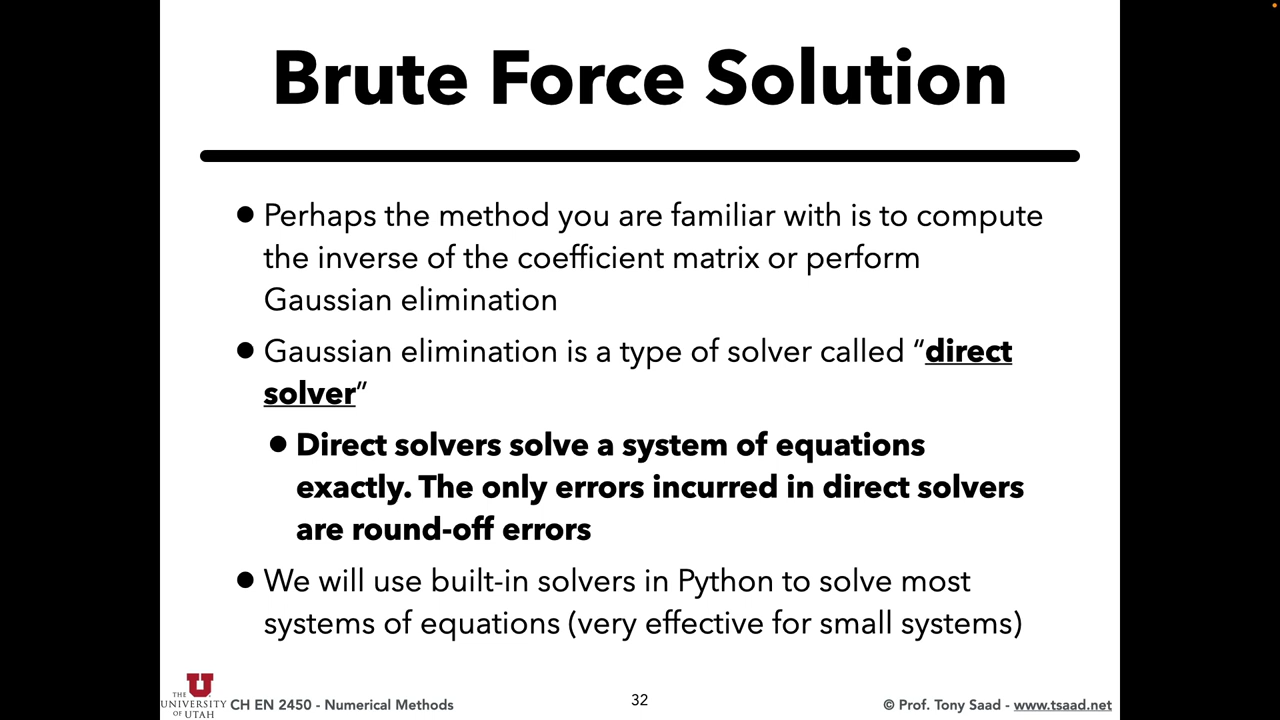 Brute Force Solution
● Perhaps the method you are familiar with is to compute
the inverse of the coefficient matrix or perform
Gaussian elimination
● Gaussian elimination is a type of solver called “direct
solver”
● Direct solvers solve a system of equations
exactly. The only errors incurred in direct solvers
are round-off errors
● We will use built-in solvers in Python to solve most
systems of equations (very effective for small systems)
THE
UNIVERSITY
OF UTAH
CH EN 2450 - Numerical Methods
32
© Prof. Tony Saad - www.tsaad.net